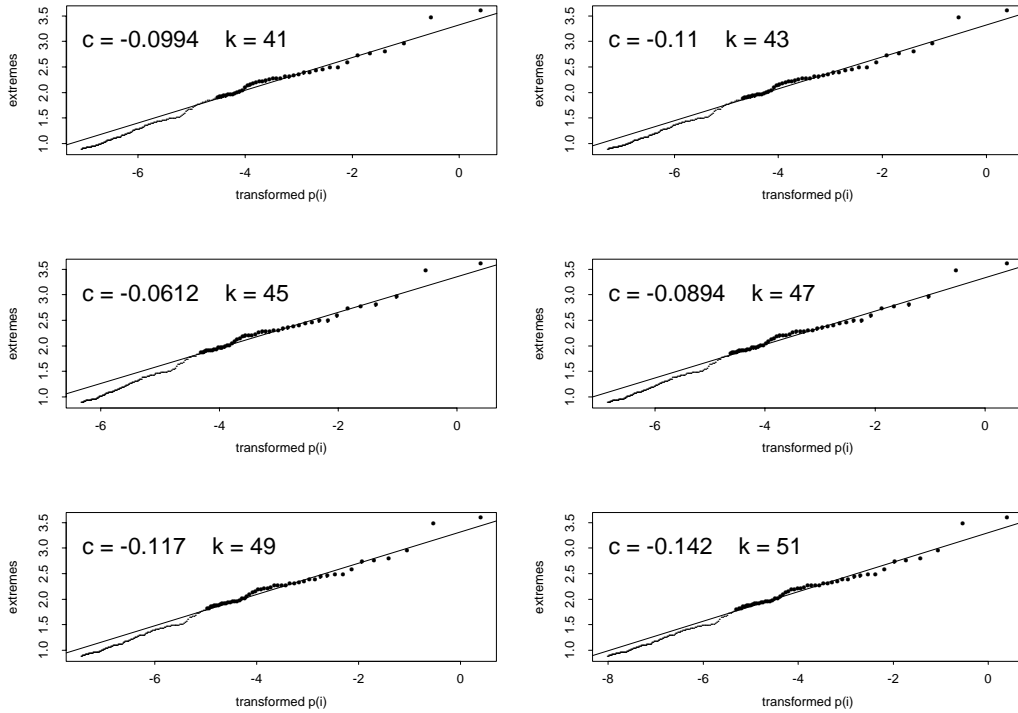 c = -0.0994 k = 41
extremes
1.0 2.0 2.5 3.0 3.5
-6 -4 -2 0
transformed p(i)
c = -0.11 k = 43
extremes
1.0 1.5 2.0 2.5 3.0 3.5
-6 -4 -2 0
transformed p(i)
c = -0.0612 k = 45
extremes
1.0 1.5 2.0 2.5 3.0 3.5
-6 -4 -2 0
transformed p(i)
c = -0.0894 k = 47
extremes
1.0 1.5 2.0 2.5 3.0 3.5
-6 -4 -2 0
transformed p(i)
c = -0.117 k = 49
extremes
1.0 1.5 2.0 2.5 3.0 3.5
-6 -4 -2 0
transformed p(i)
c = -0.142 k = 51
extremes
1.0 1.5 2.0 2.5 3.0 3.5
-8 -6 -4 -2 0
transformed p(i)